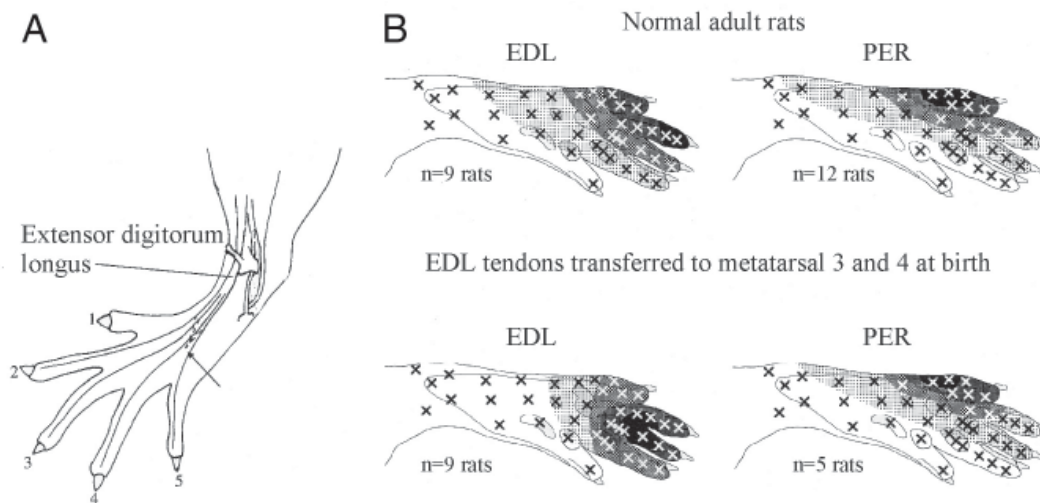 A
Extensor digitorum
longus
1
2
3
4
5
B
Normal adult rats
EDL
PER
n=9 rats
n=12 rats
EDL tendons transferred to metatarsal 3 and 4 at birth
EDL
PER
n=9 rats
n=5 rats